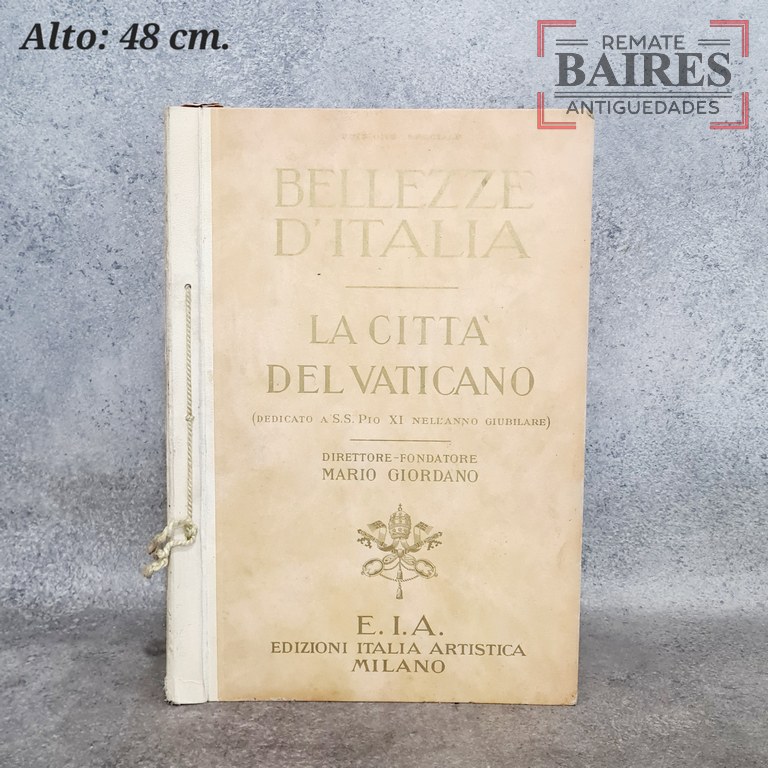 Alto: 48 cm.
REMATE
BAIRES
ANTIGUEDADES
BELLEZZE
D'ITALIA
LA CITTA'
DEL VATICANO
(DEDICATO A S.S. PIO XI NELL'ANNO GIUBILARE)
DIRETTORE-FONDATORE
MARIO GIORDANO
E. I. A.
EDIZIONI ITALIA ARTISTICA
MILANO